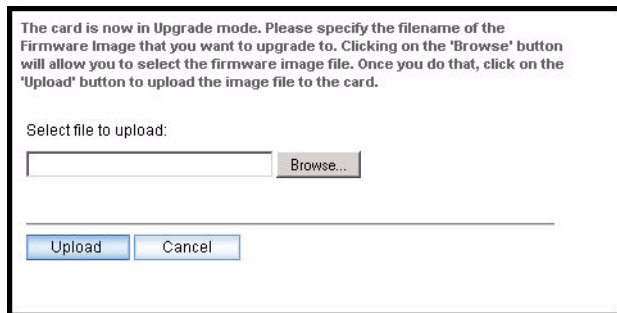 The card is now in Upgrade mode. Please specify the filename of the
Firmware Image that you want to upgrade to. Clicking on the 'Browse' button
will allow you to select the firmware image file. Once you do that, click on the
'Upload' button to upload the image file to the card.
Select file to upload:
Browse...
Upload Cancel